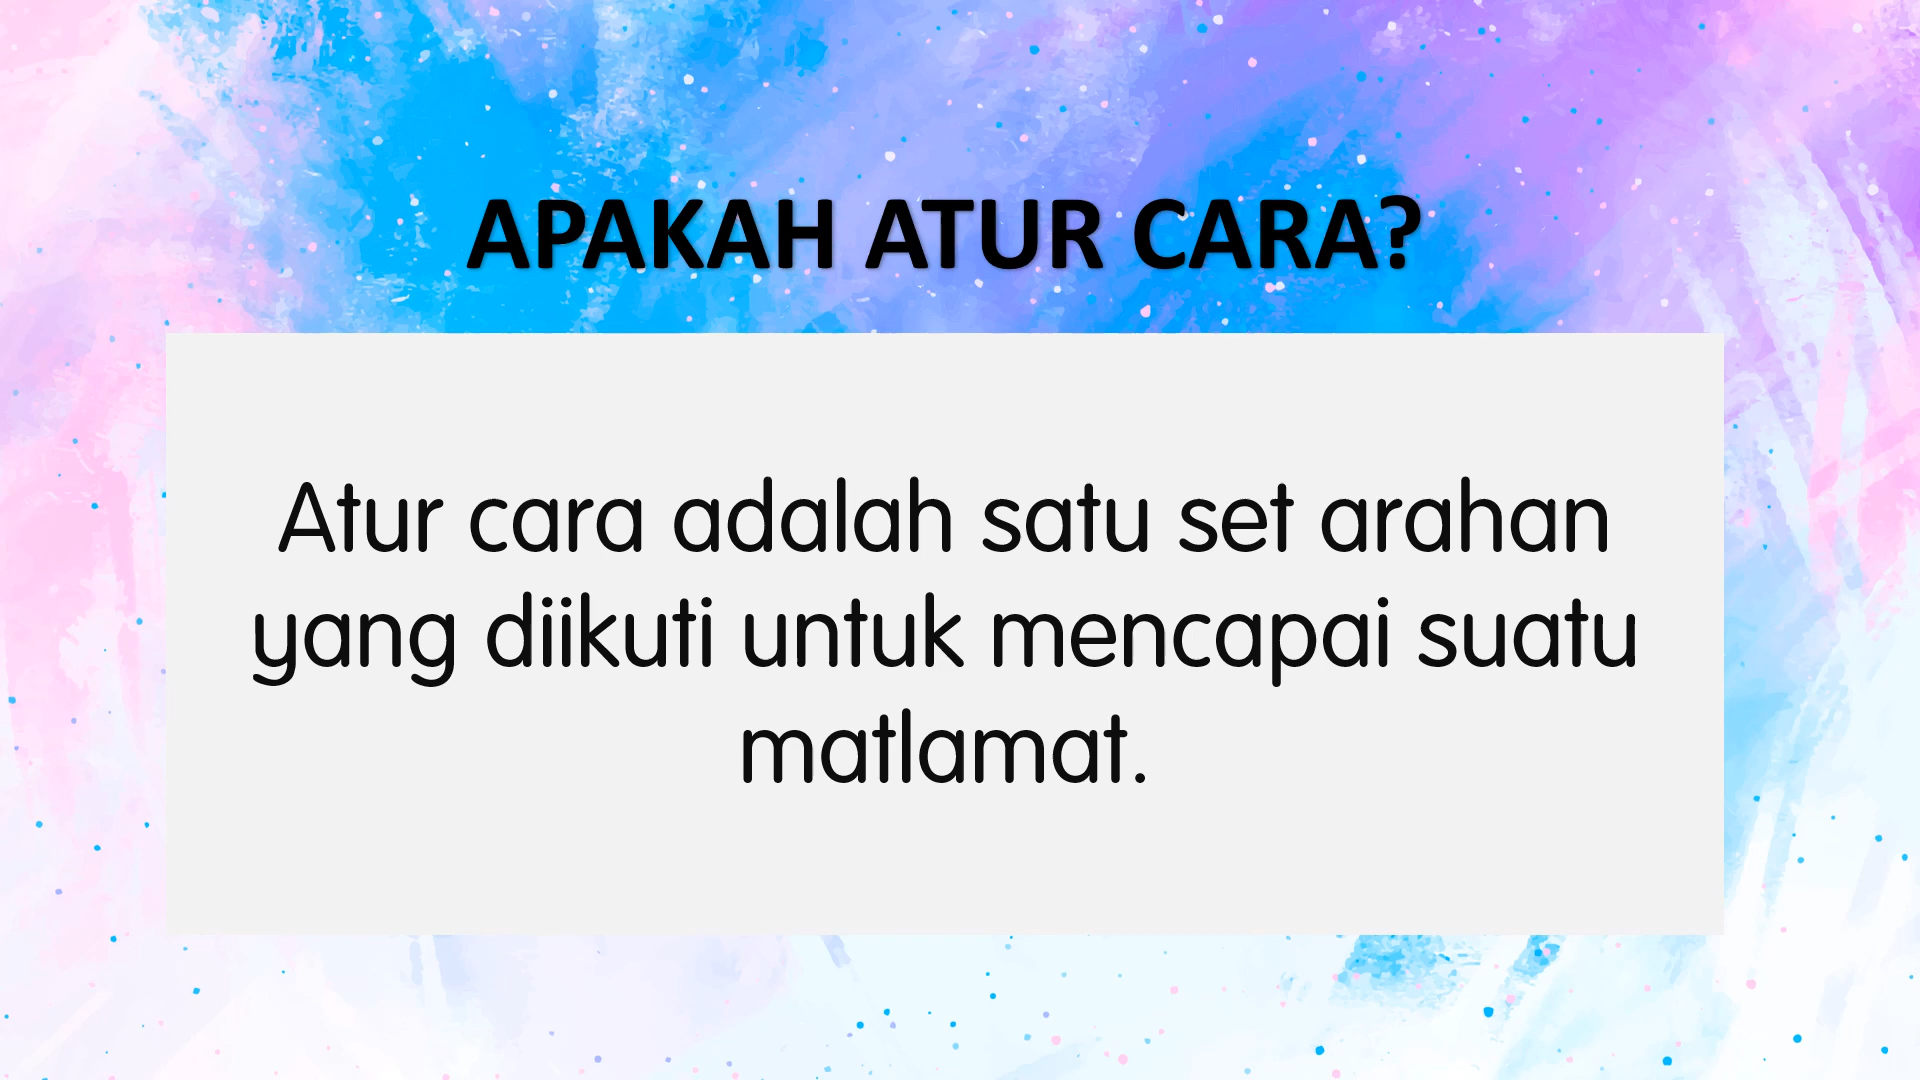 APAKAH ATUR CARA?
Atur cara adalah satu set arahan
yang diikuti untuk mencapai suatu
matlamat.